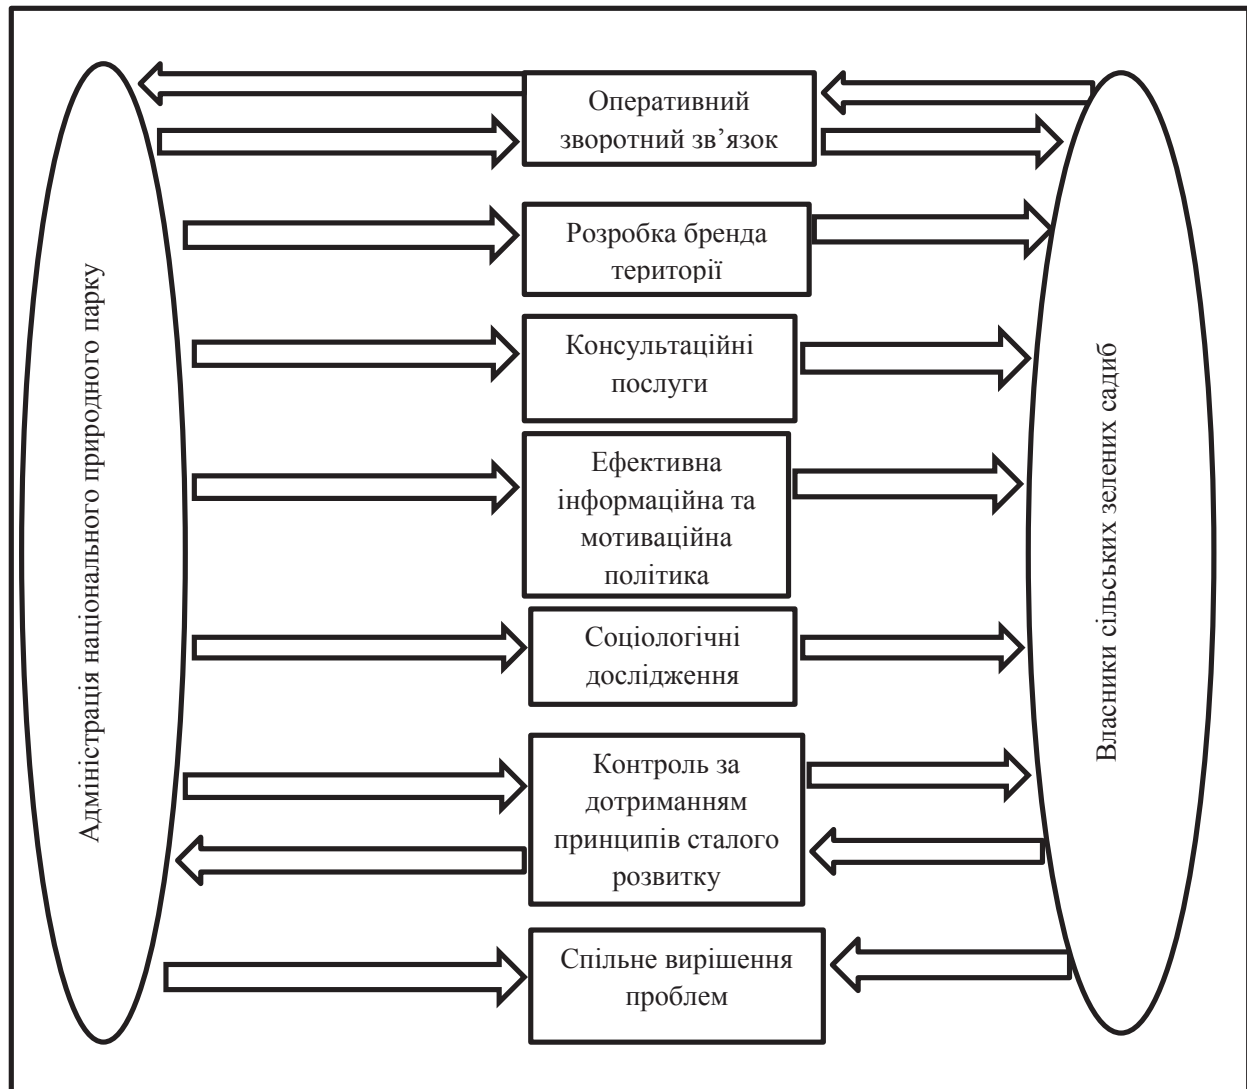 Адміністрація національного природного парку
Оперативний
зворотний зв’язок
Розробка бренда
території
Консультаційні
послуги
Ефективна
інформаційна та
мотиваційна
політика
Соціологічні
дослідження
Контроль за
дотриманням
принципів сталого
розвитку
Спільне вирішення
проблем
Власники сільських зелених садиб